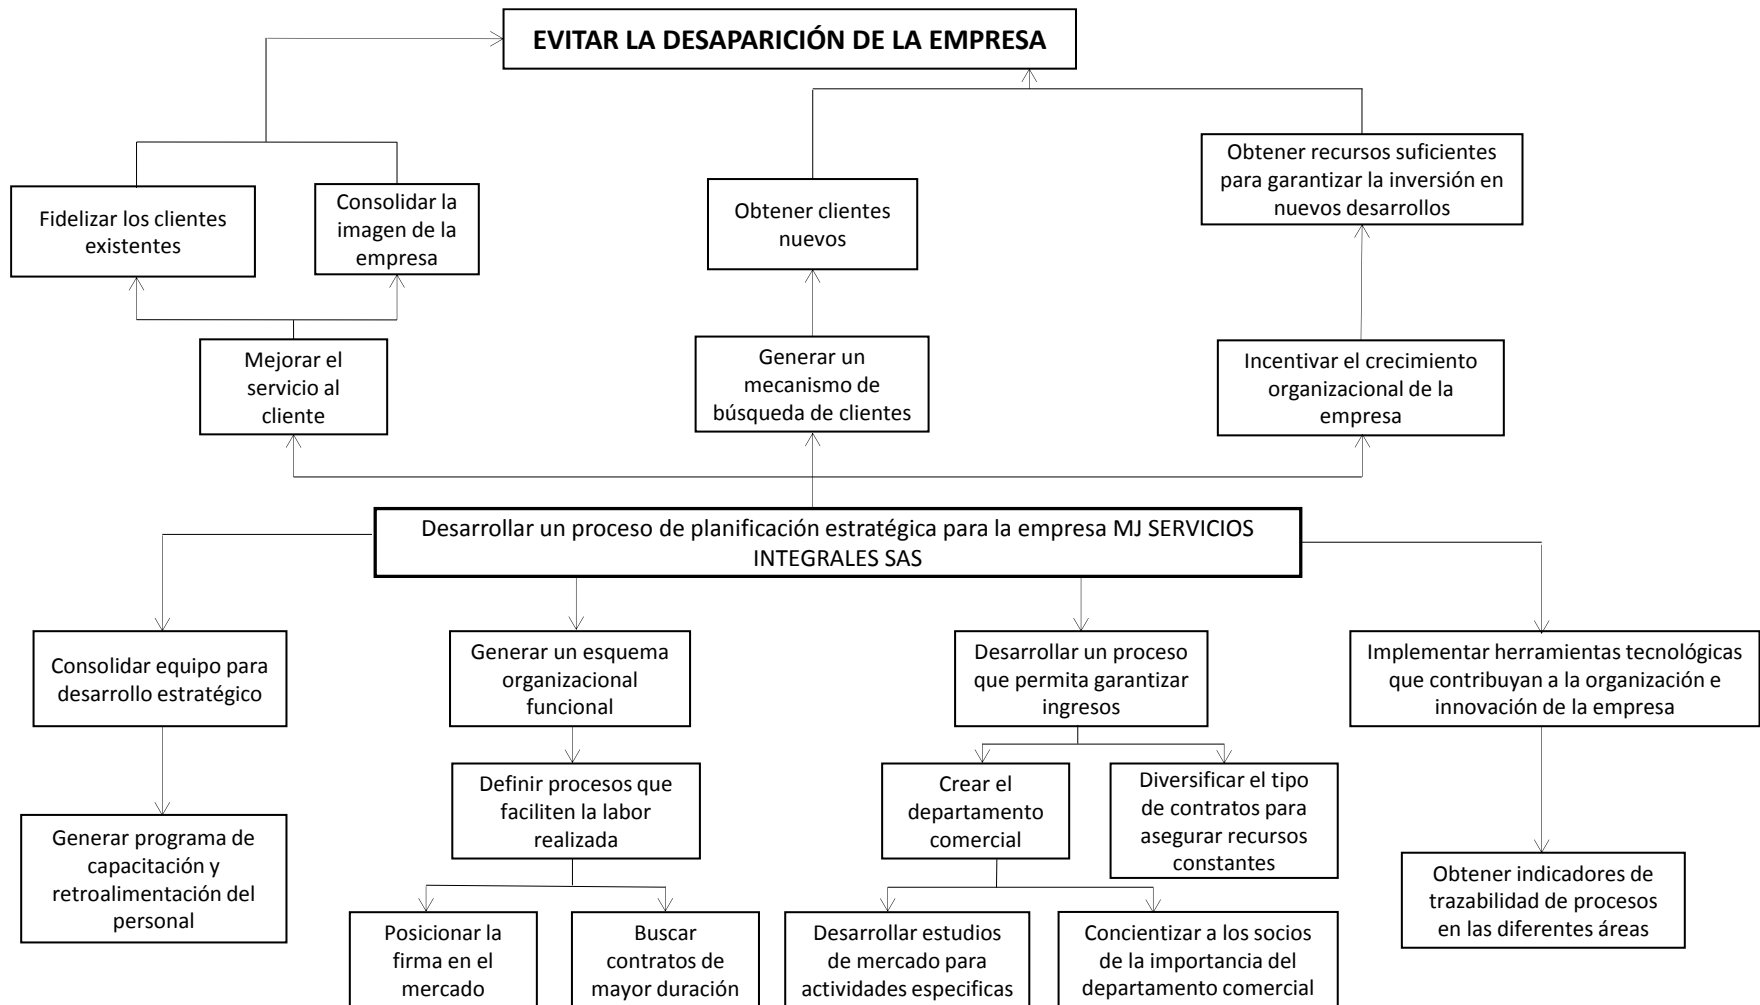 EVITAR LA DESAPARICIÓN DE LA EMPRESA
Fidelizar los clientes
existentes
Consolidar la
imagen de la
empresa
Obtener clientes
nuevos
Obtener recursos suficientes
para garantizar la inversión en
nuevos desarrollos
Mejorar el
servicio al
cliente
Generar un
mecanismo de
búsqueda de clientes
Incentivar el crecimiento
organizacional de la
empresa
Desarrollar un proceso de planificación estratégica para la empresa MJ SERVICIOS
INTEGRALES SAS
Consolidar equipo para
desarrollo estratégico
Generar un esquema
organizacional
funcional
Desarrollar un proceso
que permita garantizar
ingresos
Implementar herramientas tecnológicas
que contribuyan a la organización e
innovación de la empresa
Generar programa de
capacitación y
retroalimentación del
personal
Definir procesos que
faciliten la labor
realizada
Crear el
departamento
comercial
Diversificar el tipo
de contratos para
asegurar recursos
constantes
Obtener indicadores de
trazabilidad de procesos
en las diferentes áreas
Posicionar la
firma en el
mercado
Buscar
contratos de
mayor duración
Desarrollar estudios
de mercado para
actividades especificas
Concientizar a los socios
de la importancia del
departamento comercial